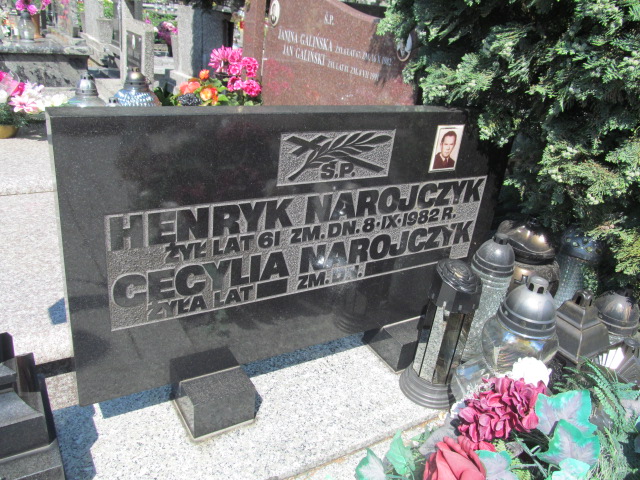 Ś.P.
JANINA GALIŃSKA
JAN GALIŃSKI
Ś.P.
HENRYK NAROJCZYK
ŻYŁ LAT 61 ZM. DN. 8·IX·1982 R.
CECYLIA NAROJCZYK
ŻYŁA LAT ZM. DN.